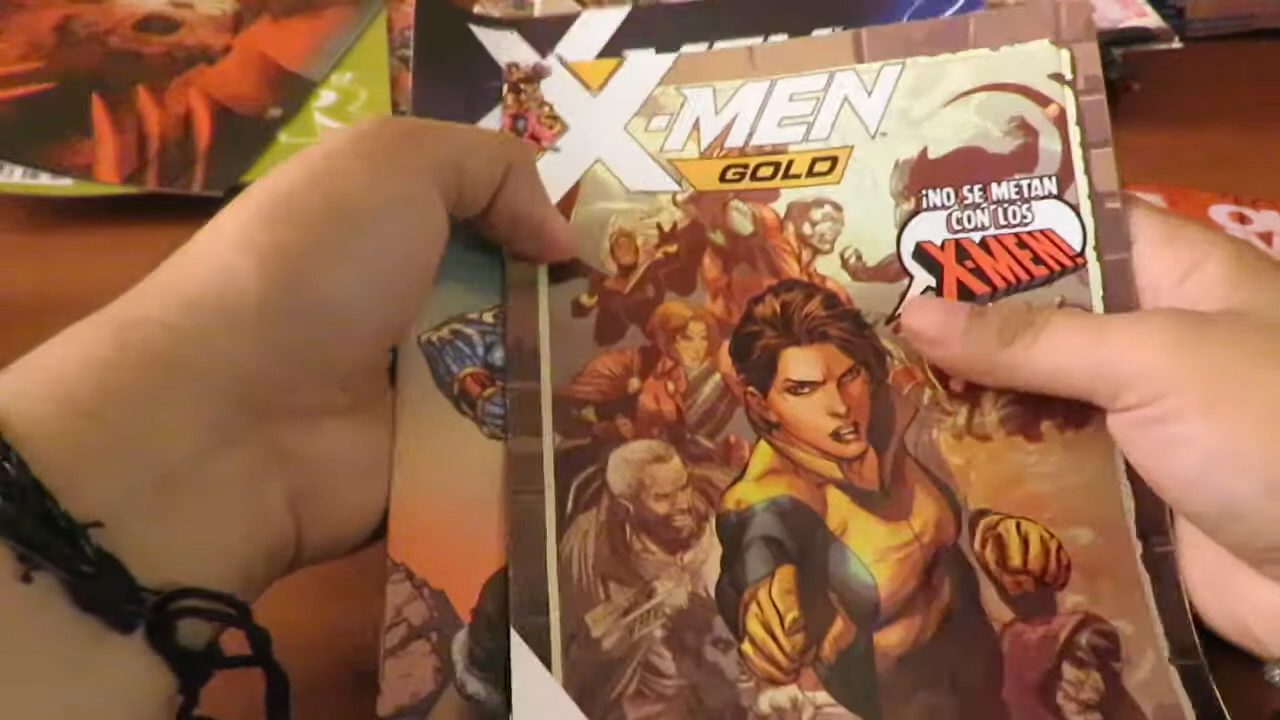 X-MEN
GOLD
¡NO SE METAN
CON LOS
X-MEN!